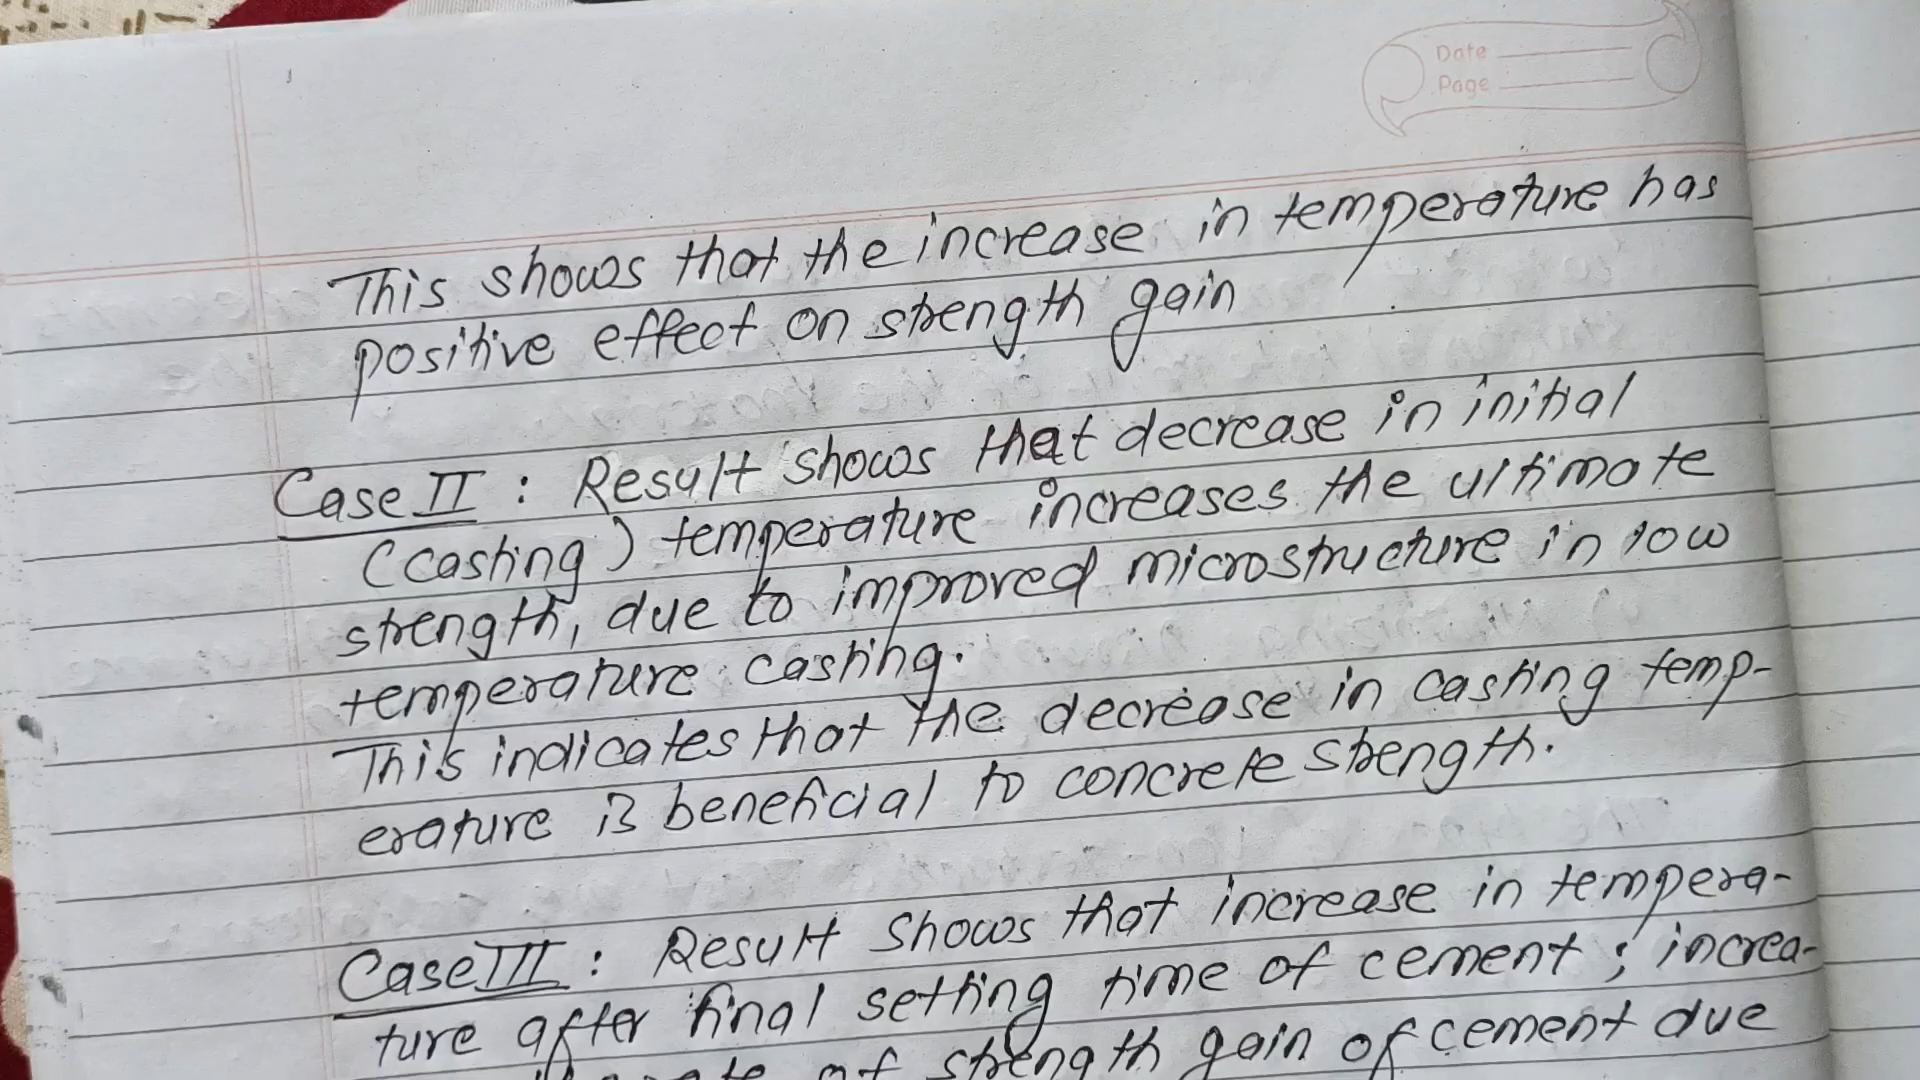 Date
Page
This shows that the increase in temperature has
positive effect on strength gain
Case II : Result shows that decrease in initial
(casting) temperature increases the ultimate
strength, due to improved microstructure in low
temperature casting.
This indicates that the decrease in casting temp-
erature is beneficial to concrete strength.
Case III : Result shows that increase in tempera-
ture after final setting time of cement ; increa-
of strength gain of cement due